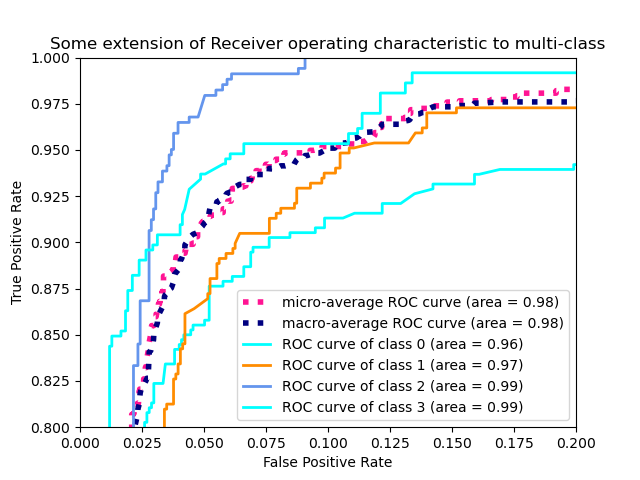 Some extension of Receiver operating characteristic to multi-class
1.000
0.975
0.950
0.925
0.900
0.875
0.850
0.825
0.800
True Positive Rate
micro-average ROC curve (area = 0.98)
macro-average ROC curve (area = 0.98)
ROC curve of class 0 (area = 0.96)
ROC curve of class 1 (area = 0.97)
ROC curve of class 2 (area = 0.99)
ROC curve of class 3 (area = 0.99)
0.000 0.025 0.050 0.075 0.100 0.125 0.150 0.175 0.200
False Positive Rate